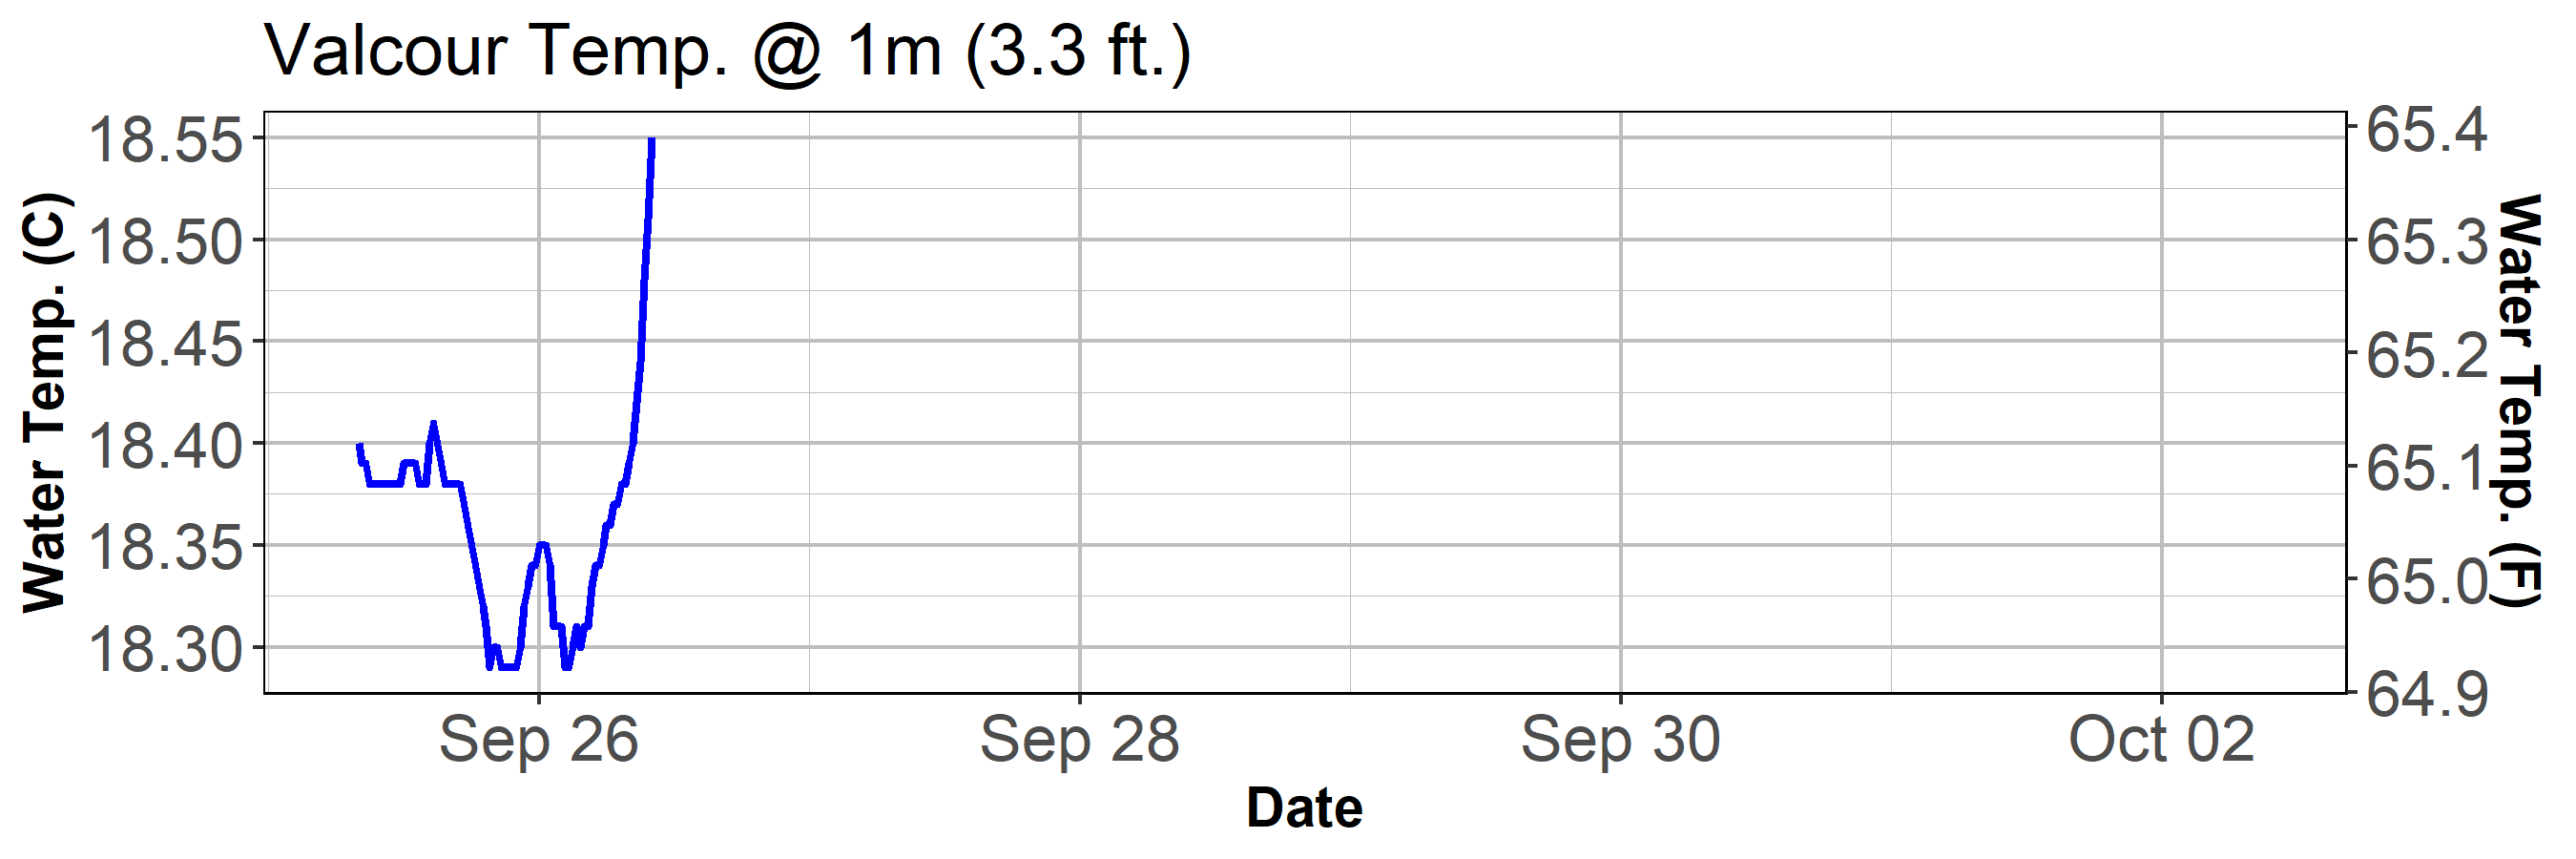 Valcour Temp. @ 1m (3.3 ft.)
Water Temp. (C)
18.55
18.50
18.45
18.40
18.35
18.30
65.4
65.3
65.2
65.1
65.0
64.9
Water Temp. (F)
Sep 26
Sep 28
Sep 30
Oct 02
Date